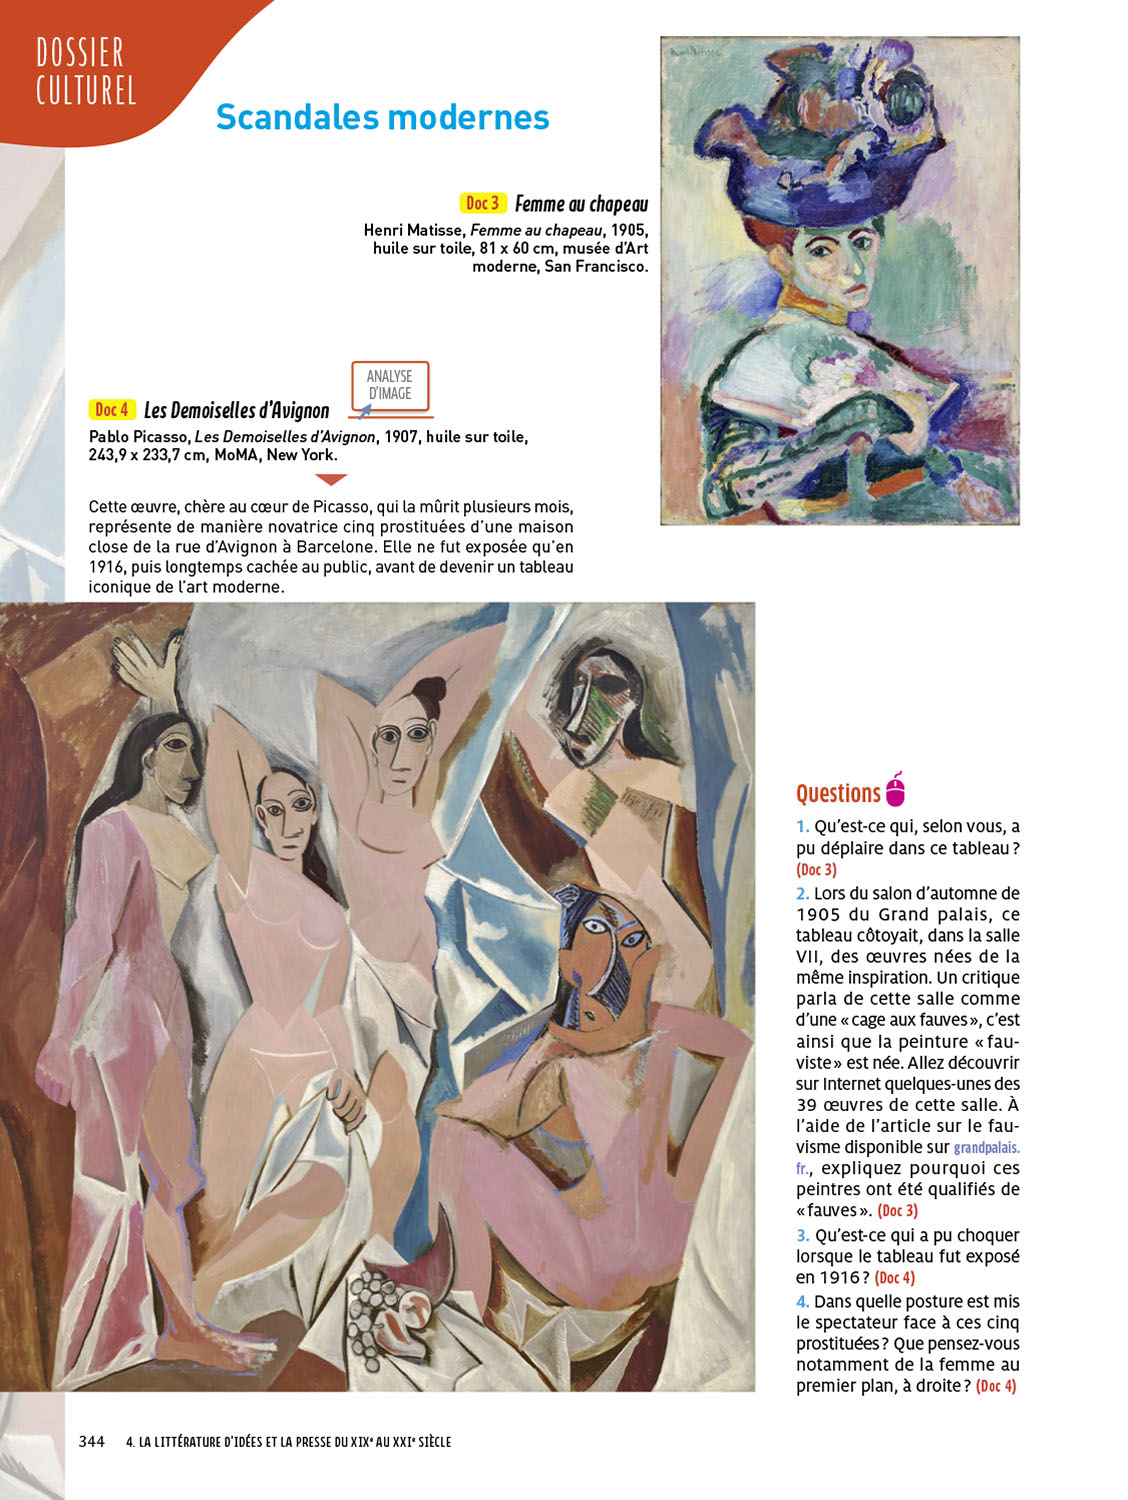 DOSSIER
CULTUREL
Scandales modernes
Doc 3 Femme au chapeau
Henri Matisse, Femme au chapeau, 1905,
huile sur toile, 81 x 60 cm, musée d'Art
moderne, San Francisco.
ANALYSE
D'IMAGE
Doc 4 Les Demoiselles d'Avignon
Pablo Picasso, Les Demoiselles d'Avignon, 1907, huile sur toile,
243,9 x 233,7 cm, MoMA, New York.
Cette œuvre, chère au cœur de Picasso, qui la mûrit plusieurs mois,
représente de manière novatrice cinq prostituées d'une maison
close de la rue d'Avignon à Barcelone. Elle ne fut exposée qu'en
1916, puis longtemps cachée au public, avant de devenir un tableau
iconique de l'art moderne.
Questions
1. Qu'est-ce qui, selon vous, a
pu déplaire dans ce tableau ?
(Doc 3)
2. Lors du salon d'automne de
1905 du Grand palais, ce
tableau côtoyait, dans la salle
VII, des œuvres nées de la
même inspiration. Un critique
parla de cette salle comme
d'une « cage aux fauves », c'est
ainsi que la peinture « fau-
viste » est née. Allez découvrir
sur Internet quelques-unes des
39 œuvres de cette salle. À
l'aide de l'article sur le fau-
visme disponible sur grandpalais.
fr., expliquez pourquoi ces
peintres ont été qualifiés de
« fauves ». (Doc 3)
3. Qu'est-ce qui a pu choquer
lorsque le tableau fut exposé
en 1916 ? (Doc 4)
4. Dans quelle posture est mis
le spectateur face à ces cinq
prostituées ? Que pensez-vous
notamment de la femme au
premier plan, à droite ? (Doc 4)
344 4. LA LITTÉRATURE D'IDÉES ET LA PRESSE DU XIXe AU XXIe SIÈCLE